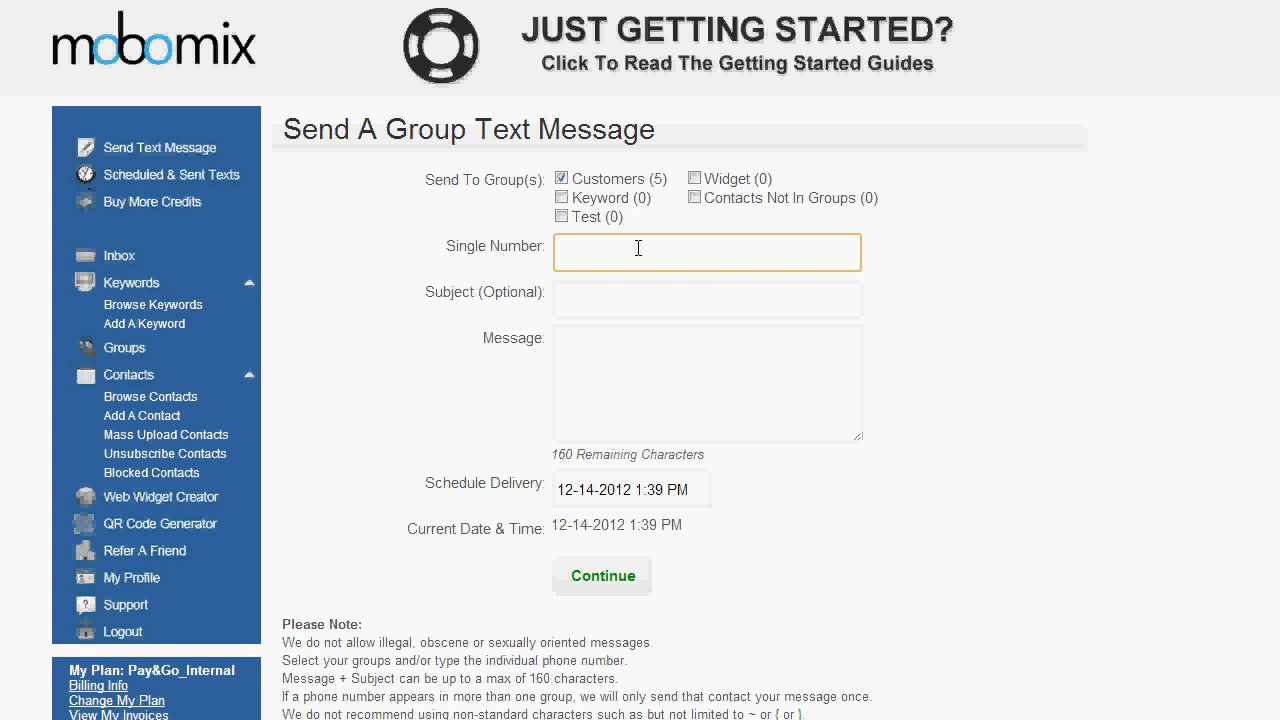 mobomix
JUST GETTING STARTED?
Click To Read The Getting Started Guides
Send Text Message
Scheduled & Sent Texts
Buy More Credits
Inbox
Keywords
Browse Keywords
Add A Keyword
Groups
Contacts
Browse Contacts
Add A Contact
Mass Upload Contacts
Unsubscribe Contacts
Blocked Contacts
Web Widget Creator
QR Code Generator
Refer A Friend
My Profile
Support
Logout
My Plan: Pay&Go_Internal
Billing Info
Change My Plan
View My Invoices
Send A Group Text Message
Send To Group(s): Customers (5) Widget (0)
Keyword (0) Contacts Not In Groups (0)
Test (0)
Single Number:
Subject (Optional):
Message:
160 Remaining Characters
Schedule Delivery: 12-14-2012 1:39 PM
Current Date & Time: 12-14-2012 1:39 PM
Continue
Please Note:
We do not allow illegal, obscene or sexually oriented messages.
Select your groups and/or type the individual phone number.
Message + Subject can be up to a max of 160 characters.
If a phone number appears in more than one group, we will only send that contact your message once.
We do not recommend using non-standard characters such as but not limited to ~ or { or }.